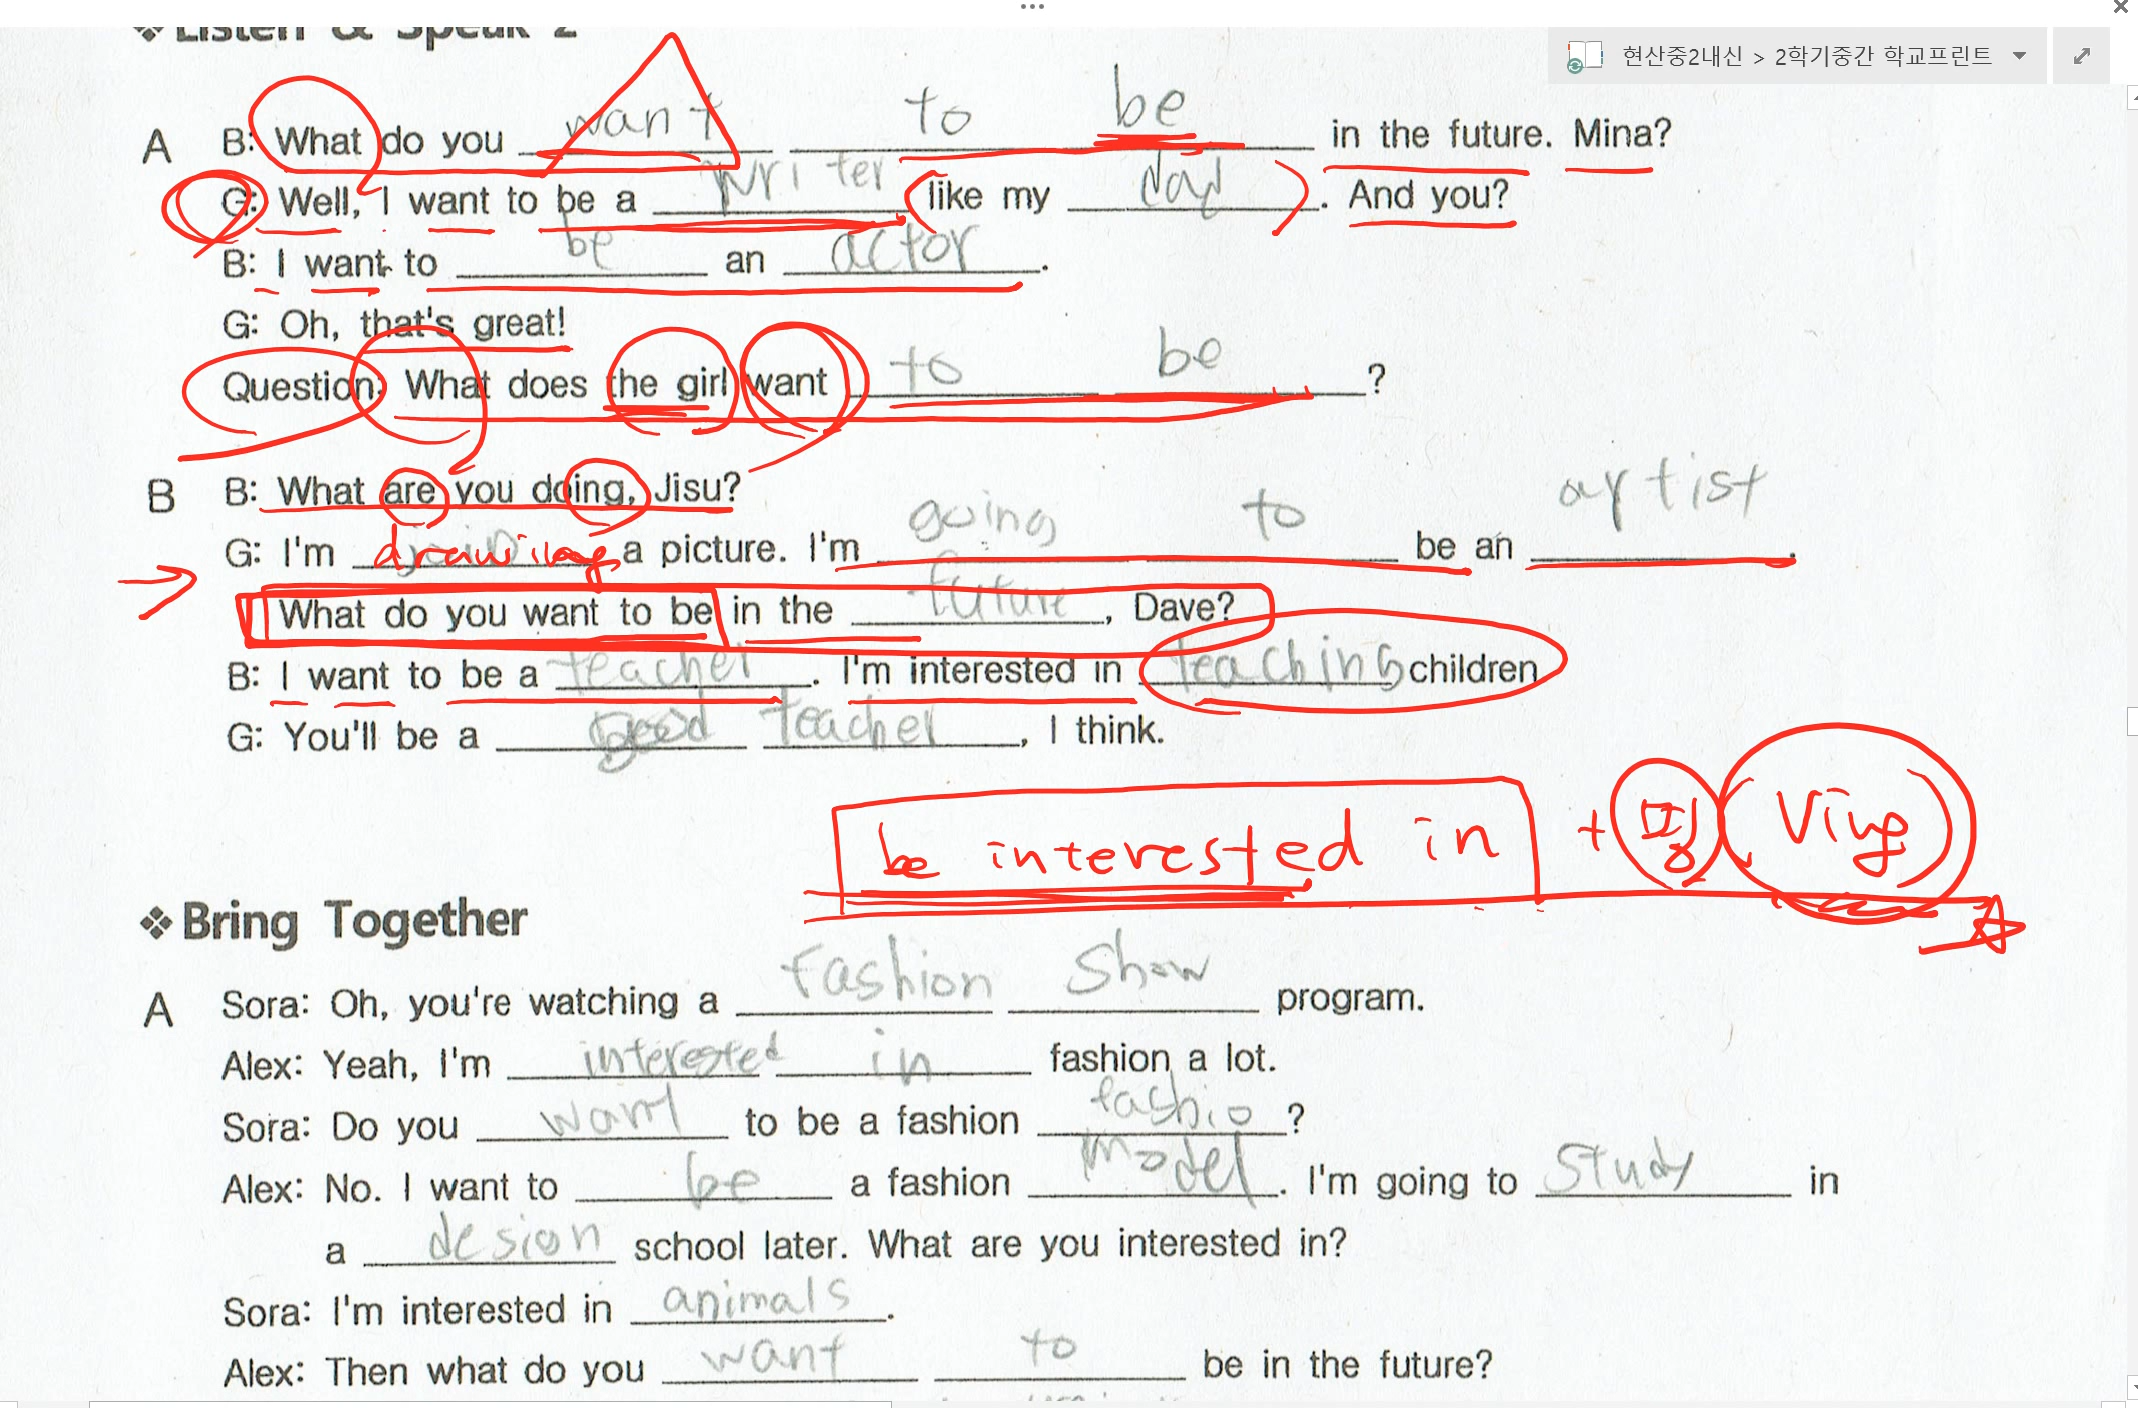 현산중2내신 > 2학기중간 학교프린트
❖Listen & Speak 2
A B: What do you want to be in the future. Mina?
G: Well, I want to be a writer like my dad. And you?
B: I want to be an actor.
G: Oh, that's great!
Question: What does the girl want to be?
B B: What are you doing, Jisu?
G: I'm drawing a picture. I'm going to be an artist.
What do you want to be in the future, Dave?
B: I want to be a teacher. I'm interested in teaching children
G: You'll be a good teacher, I think.
be interested in + 명 (Ving)
❖Bring Together
A Sora: Oh, you're watching a fashion show program.
Alex: Yeah, I'm interested in fashion a lot.
Sora: Do you want to be a fashion fashio?
Alex: No. I want to be a fashion model. I'm going to study in
a desion school later. What are you interested in?
Sora: I'm interested in animals.
Alex: Then what do you want to be in the future?